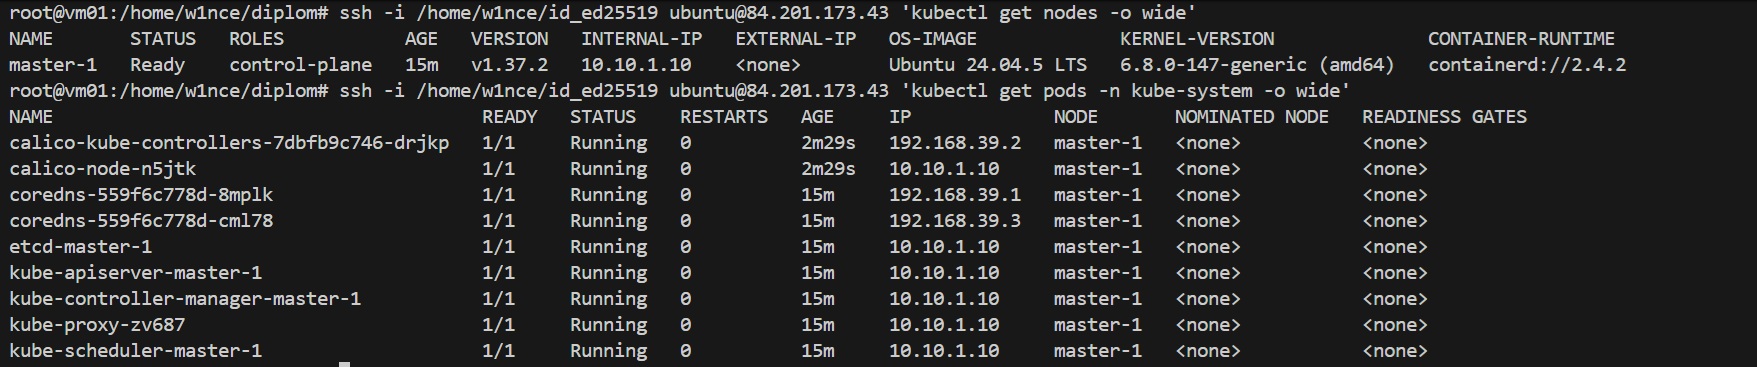 root@vm01:/home/w1nce/diplom# ssh -i /home/w1nce/id_ed25519 ubuntu@84.201.173.43 'kubectl get nodes -o wide'
NAME STATUS ROLES AGE VERSION INTERNAL-IP EXTERNAL-IP OS-IMAGE KERNEL-VERSION CONTAINER-RUNTIME
master-1 Ready control-plane 15m v1.37.2 10.10.1.10 <none> Ubuntu 24.04.5 LTS 6.8.0-147-generic (amd64) containerd://2.4.2
root@vm01:/home/w1nce/diplom# ssh -i /home/w1nce/id_ed25519 ubuntu@84.201.173.43 'kubectl get pods -n kube-system -o wide'
NAME READY STATUS RESTARTS AGE IP NODE NOMINATED NODE READINESS GATES
calico-kube-controllers-7dbfb9c746-drjkp 1/1 Running 0 2m29s 192.168.39.2 master-1 <none> <none>
calico-node-n5jtk 1/1 Running 0 2m29s 10.10.1.10 master-1 <none> <none>
coredns-559f6c778d-8mplk 1/1 Running 0 15m 192.168.39.1 master-1 <none> <none>
coredns-559f6c778d-cml78 1/1 Running 0 15m 192.168.39.3 master-1 <none> <none>
etcd-master-1 1/1 Running 0 15m 10.10.1.10 master-1 <none> <none>
kube-apiserver-master-1 1/1 Running 0 15m 10.10.1.10 master-1 <none> <none>
kube-controller-manager-master-1 1/1 Running 0 15m 10.10.1.10 master-1 <none> <none>
kube-proxy-zv687 1/1 Running 0 15m 10.10.1.10 master-1 <none> <none>
kube-scheduler-master-1 1/1 Running 0 15m 10.10.1.10 master-1 <none> <none>